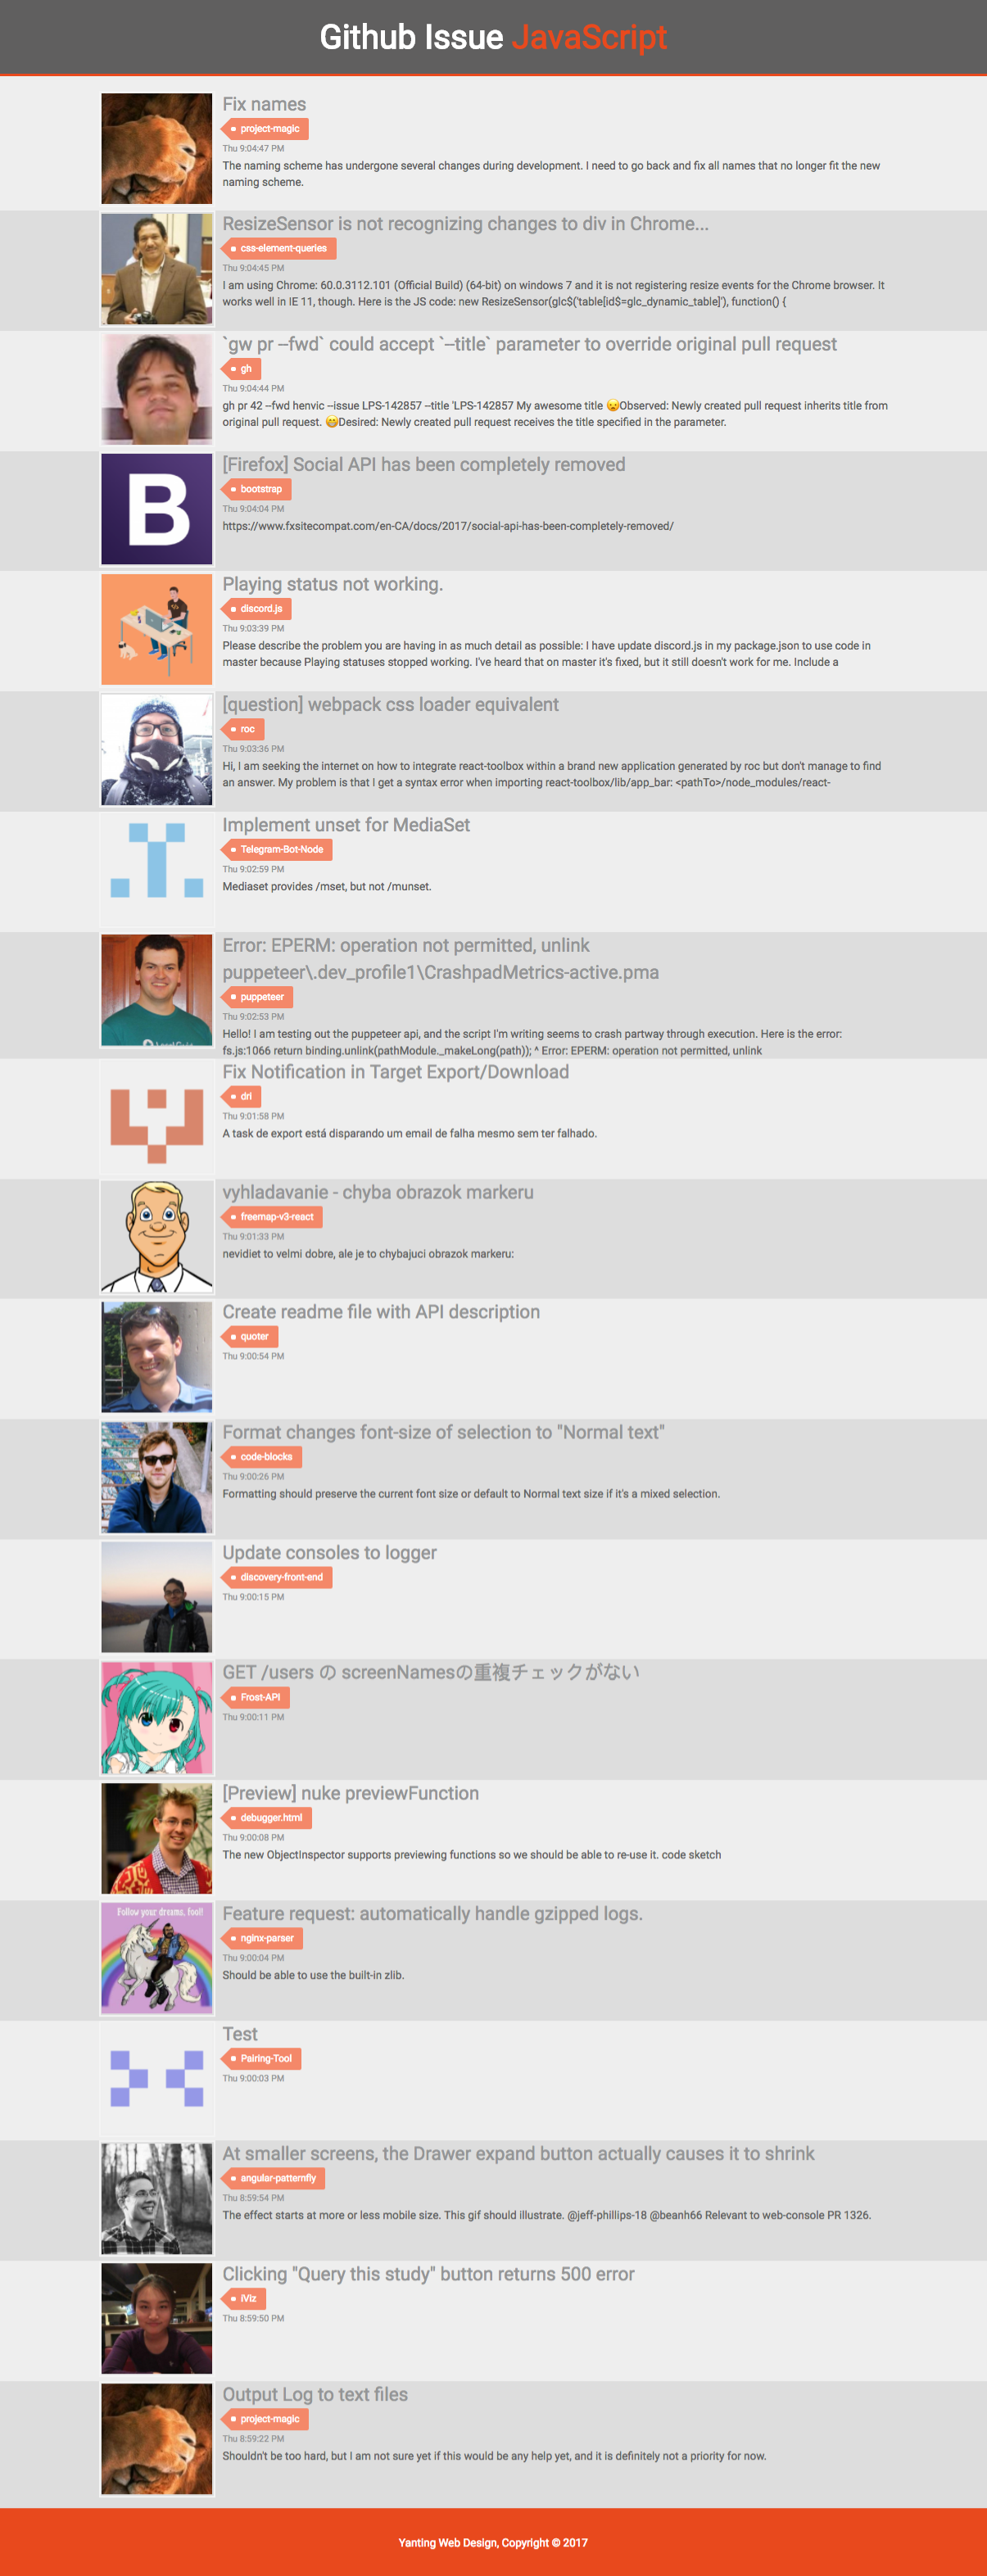 Github Issue JavaScript
Fix names
project-magic
Thu 9:04:47 PM
The naming scheme has undergone several changes during development. I need to go back and fix all names that no longer fit the new
naming scheme.
ResizeSensor is not recognizing changes to div in Chrome...
css-element-queries
Thu 9:04:45 PM
I am using Chrome: 60.0.3112.101 (Official Build) (64-bit) on windows 7 and it is not registering resize events for the Chrome browser. It
works well in IE 11, though. Here is the JS code: new ResizeSensor(glc$('table[id$=glc_dynamic_table]'), function() {
`gw pr --fwd` could accept `--title` parameter to override original pull request
gh
Thu 9:04:44 PM
gh pr 42 --fwd henvic --issue LPS-142857 --title 'LPS-142857 My awesome title 😦Observed: Newly created pull request inherits title from
original pull request. 😁Desired: Newly created pull request receives the title specified in the parameter.
[Firefox] Social API has been completely removed
bootstrap
Thu 9:04:04 PM
https://www.fxsitecompat.com/en-CA/docs/2017/social-api-has-been-completely-removed/
Playing status not working.
discord.js
Thu 9:03:39 PM
Please describe the problem you are having in as much detail as possible: I have update discord.js in my package.json to use code in
master because Playing statuses stopped working. I've heard that on master it's fixed, but it still doesn't work for me. Include a
[question] webpack css loader equivalent
roc
Thu 9:03:36 PM
Hi, I am seeking the internet on how to integrate react-toolbox within a brand new application generated by roc but don't manage to find
an answer. My problem is that I get a syntax error when importing react-toolbox/lib/app_bar: <pathTo>/node_modules/react-
Implement unset for MediaSet
Telegram-Bot-Node
Thu 9:02:59 PM
Mediaset provides /mset, but not /munset.
Error: EPERM: operation not permitted, unlink
puppeteer\.dev_profile1\CrashpadMetrics-active.pma
puppeteer
Thu 9:02:53 PM
Hello! I am testing out the puppeteer api, and the script I'm writing seems to crash partway through execution. Here is the error:
fs.js:1066 return binding.unlink(pathModule._makeLong(path)); ^ Error: EPERM: operation not permitted, unlink
Fix Notification in Target Export/Download
dri
Thu 9:01:58 PM
A task de export está disparando um email de falha mesmo sem ter falhado.
vyhladavanie - chyba obrazok markeru
freemap-v3-react
Thu 9:01:33 PM
nevidiet to velmi dobre, ale je to chybajuci obrazok markeru:
Create readme file with API description
quoter
Thu 9:00:54 PM
Format changes font-size of selection to "Normal text"
code-blocks
Thu 9:00:26 PM
Formatting should preserve the current font size or default to Normal text size if it's a mixed selection.
Update consoles to logger
discovery-front-end
Thu 9:00:15 PM
GET /users の screenNamesの重複チェックがない
Frost-API
Thu 9:00:11 PM
[Preview] nuke previewFunction
debugger.html
Thu 9:00:08 PM
The new ObjectInspector supports previewing functions so we should be able to re-use it. code sketch
Follow your dreams, fool!
Feature request: automatically handle gzipped logs.
nginx-parser
Thu 9:00:04 PM
Should be able to use the built-in zlib.
Test
Pairing-Tool
Thu 9:00:03 PM
At smaller screens, the Drawer expand button actually causes it to shrink
angular-patternfly
Thu 8:59:54 PM
The effect starts at more or less mobile size. This gif should illustrate. @jeff-phillips-18 @beanh66 Relevant to web-console PR 1326.
Clicking "Query this study" button returns 500 error
iViz
Thu 8:59:50 PM
Output Log to text files
project-magic
Thu 8:59:22 PM
Shouldn't be too hard, but I am not sure yet if this would be any help yet, and it is definitely not a priority for now.
Yanting Web Design, Copyright © 2017